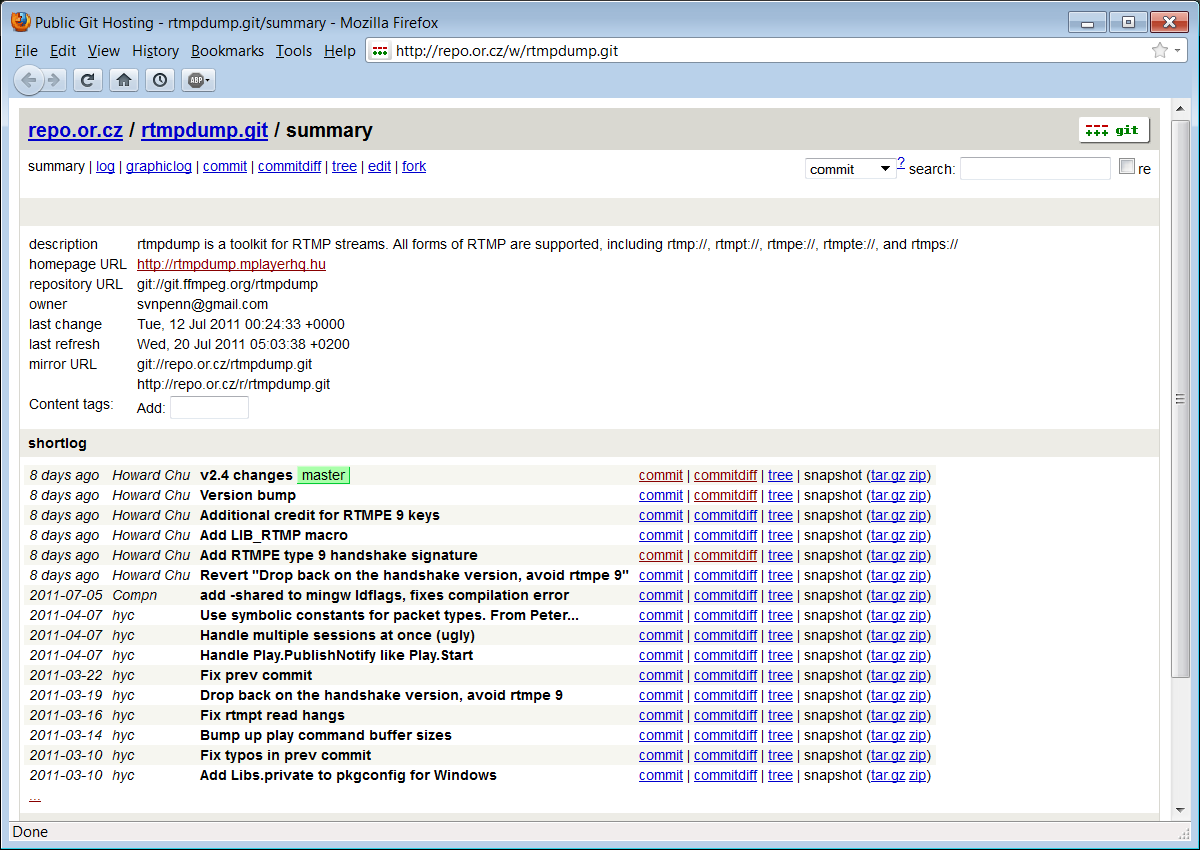 Public Git Hosting - rtmpdump.git/summary - Mozilla Firefox
File Edit View History Bookmarks Tools Help http://repo.or.cz/w/rtmpdump.git
ABP
repo.or.cz / rtmpdump.git / summary git
summary | log | graphiclog | commit | commitdiff | tree | edit | fork commit ? search: re
description rtmpdump is a toolkit for RTMP streams. All forms of RTMP are supported, including rtmp://, rtmpt://, rtmpe://, rtmpte://, and rtmps://
homepage URL http://rtmpdump.mplayerhq.hu
repository URL git://git.ffmpeg.org/rtmpdump
owner svnpenn@gmail.com
last change Tue, 12 Jul 2011 00:24:33 +0000
last refresh Wed, 20 Jul 2011 05:03:38 +0200
mirror URL git://repo.or.cz/rtmpdump.git
http://repo.or.cz/r/rtmpdump.git
Content tags: Add:
shortlog
8 days ago Howard Chu v2.4 changes master commit | commitdiff | tree | snapshot (tar.gz zip)
8 days ago Howard Chu Version bump commit | commitdiff | tree | snapshot (tar.gz zip)
8 days ago Howard Chu Additional credit for RTMPE 9 keys commit | commitdiff | tree | snapshot (tar.gz zip)
8 days ago Howard Chu Add LIB_RTMP macro commit | commitdiff | tree | snapshot (tar.gz zip)
8 days ago Howard Chu Add RTMPE type 9 handshake signature commit | commitdiff | tree | snapshot (tar.gz zip)
8 days ago Howard Chu Revert "Drop back on the handshake version, avoid rtmpe 9" commit | commitdiff | tree | snapshot (tar.gz zip)
2011-07-05 Compn add -shared to mingw ldflags, fixes compilation error commit | commitdiff | tree | snapshot (tar.gz zip)
2011-04-07 hyc Use symbolic constants for packet types. From Peter... commit | commitdiff | tree | snapshot (tar.gz zip)
2011-04-07 hyc Handle multiple sessions at once (ugly) commit | commitdiff | tree | snapshot (tar.gz zip)
2011-04-07 hyc Handle Play.PublishNotify like Play.Start commit | commitdiff | tree | snapshot (tar.gz zip)
2011-03-22 hyc Fix prev commit commit | commitdiff | tree | snapshot (tar.gz zip)
2011-03-19 hyc Drop back on the handshake version, avoid rtmpe 9 commit | commitdiff | tree | snapshot (tar.gz zip)
2011-03-16 hyc Fix rtmpt read hangs commit | commitdiff | tree | snapshot (tar.gz zip)
2011-03-14 hyc Bump up play command buffer sizes commit | commitdiff | tree | snapshot (tar.gz zip)
2011-03-10 hyc Fix typos in prev commit commit | commitdiff | tree | snapshot (tar.gz zip)
2011-03-10 hyc Add Libs.private to pkgconfig for Windows commit | commitdiff | tree | snapshot (tar.gz zip)
...
Done